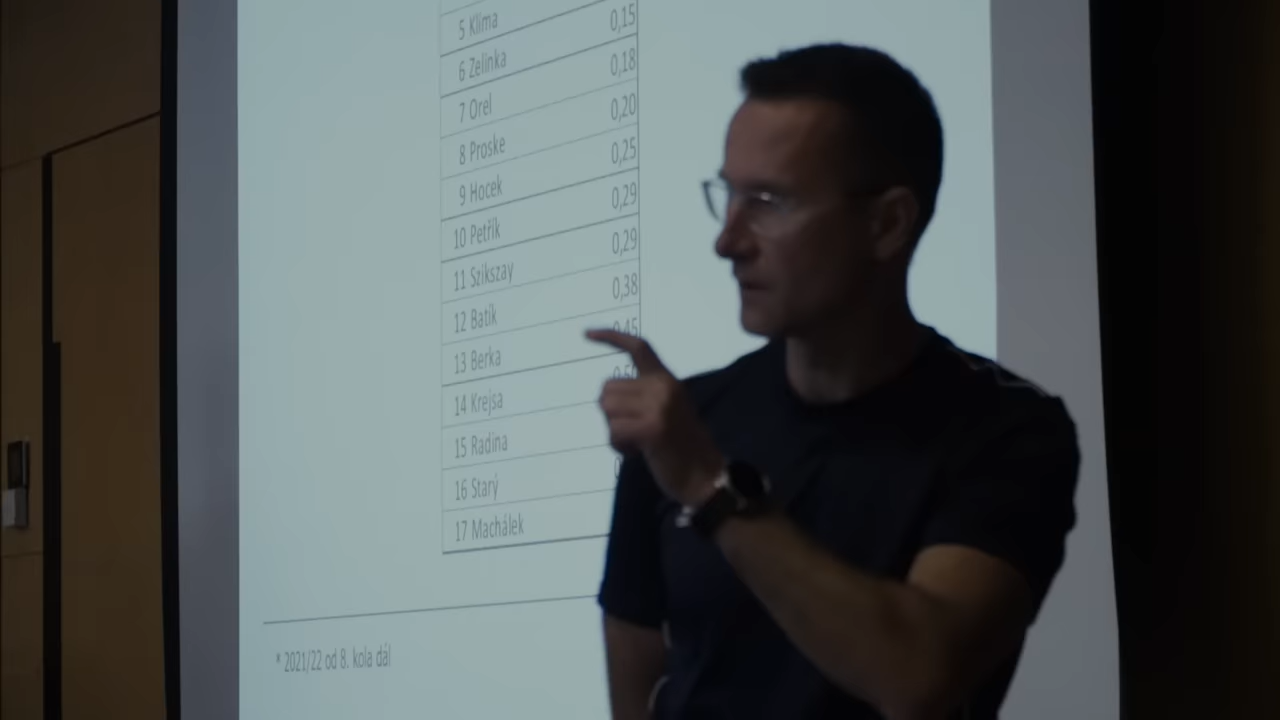 5 Klíma 0,15
6 Zelinka 0,18
7 Orel 0,20
8 Proske 0,25
9 Hocek 0,29
10 Petřík 0,29
11 Szikszay 0,38
12 Batík 0,45
13 Berka
14 Krejsa
15 Radina
16 Starý
17 Machálek
* 2021/22 od 8. kola dál